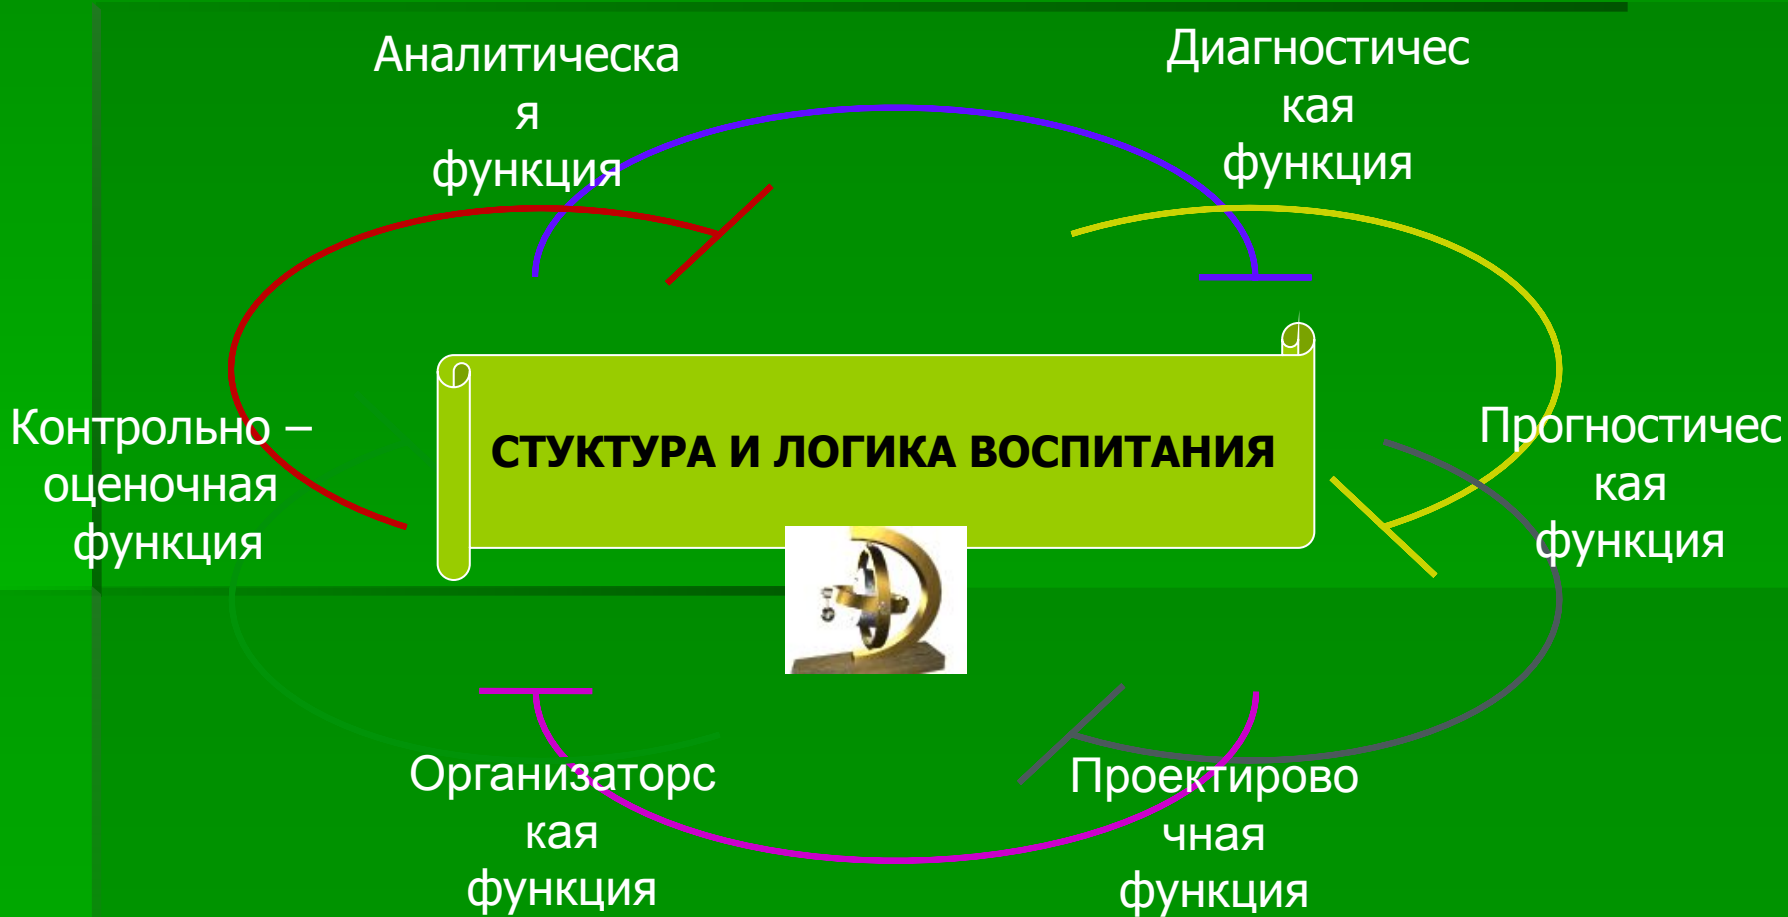 Аналитическа
я
функция
Диагностичес
кая
функция
СТУКТУРА И ЛОГИКА ВОСПИТАНИЯ
Контрольно –
оценочная
функция
Прогностичес
кая
функция
Организаторс
кая
функция
Проектирово
чная
функция